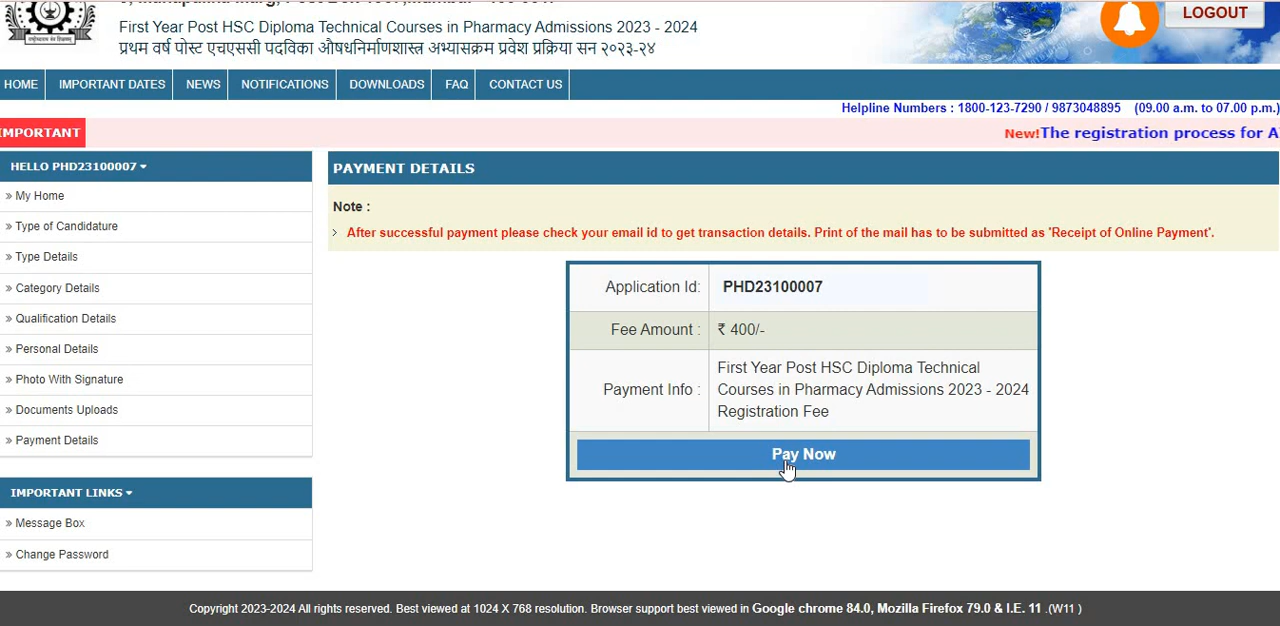 First Year Post HSC Diploma Technical Courses in Pharmacy Admissions 2023 - 2024
प्रथम वर्ष पोस्ट एचएससी पदविका औषधनिर्माणशास्त्र अभ्यासक्रम प्रवेश प्रक्रिया सन २०२३-२४
LOGOUT
HOME IMPORTANT DATES NEWS NOTIFICATIONS DOWNLOADS FAQ CONTACT US
Helpline Numbers : 1800-123-7290 / 9873048895 (09.00 a.m. to 07.00 p.m.)
IMPORTANT New!The registration process for A
HELLO PHD23100007
» My Home
» Type of Candidature
» Type Details
» Category Details
» Qualification Details
» Personal Details
» Photo With Signature
» Documents Uploads
» Payment Details
IMPORTANT LINKS
» Message Box
» Change Password
PAYMENT DETAILS
Note :
After successful payment please check your email id to get transaction details. Print of the mail has to be submitted as 'Receipt of Online Payment'.
Application Id: PHD23100007
Fee Amount : ₹ 400/-
Payment Info : First Year Post HSC Diploma Technical
Courses in Pharmacy Admissions 2023 - 2024
Registration Fee
Pay Now
Copyright 2023-2024 All rights reserved. Best viewed at 1024 X 768 resolution. Browser support best viewed in Google chrome 84.0, Mozilla Firefox 79.0 & I.E. 11 .(W11 )